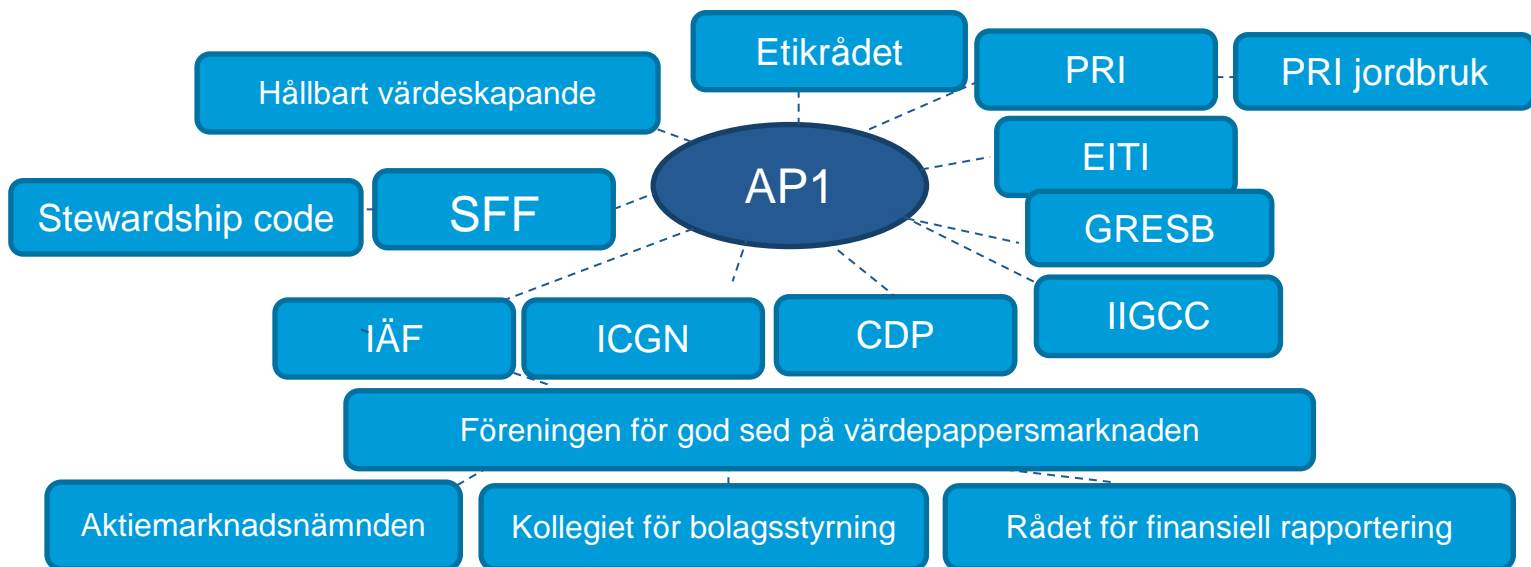 Etikrådet
PRI
PRI jordbruk
Hållbart värdeskapande
EITI
AP1
Stewardship code
SFF
GRESB
IÄF
ICGN
CDP
IIGCC
Föreningen för god sed på värdepappersmarknaden
Aktiemarknadsnämnden
Kollegiet för bolagsstyrning
Rådet för finansiell rapportering